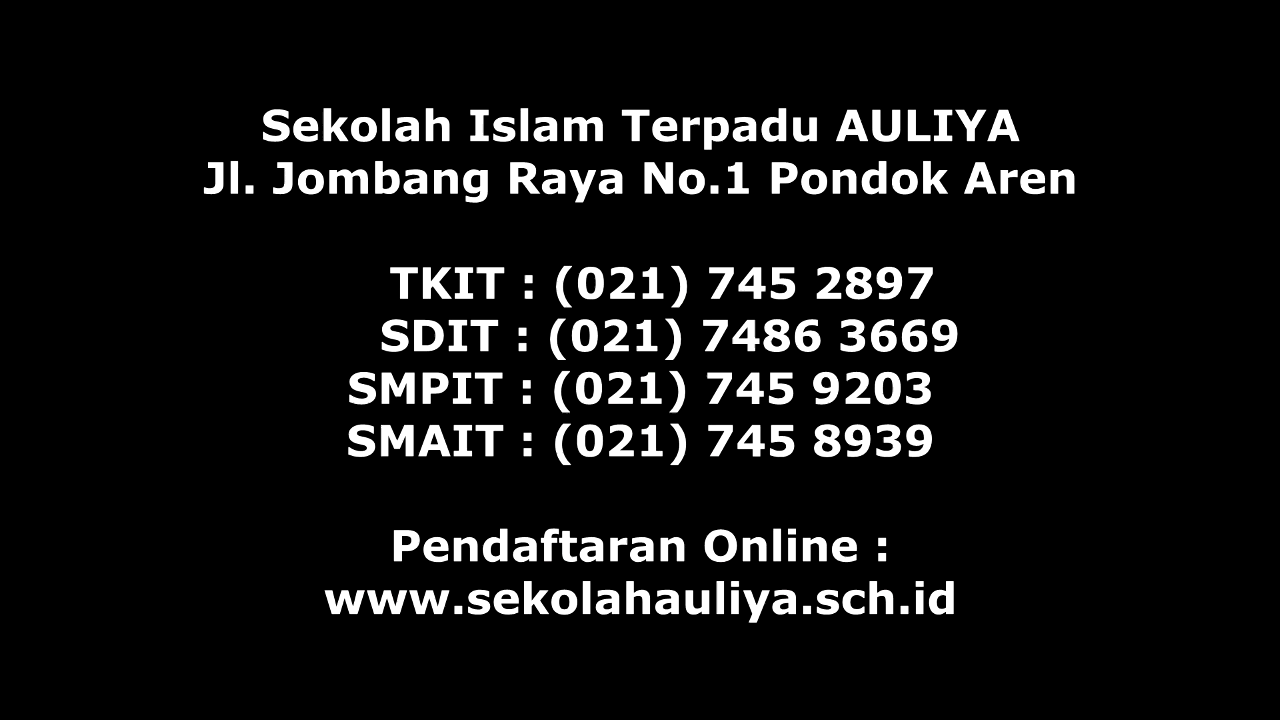 Sekolah Islam Terpadu AULIYA
Jl. Jombang Raya No.1 Pondok Aren
TKIT : (021) 745 2897
SDIT : (021) 7486 3669
SMPIT : (021) 745 9203
SMAIT : (021) 745 8939
Pendaftaran Online :
www.sekolahauliya.sch.id